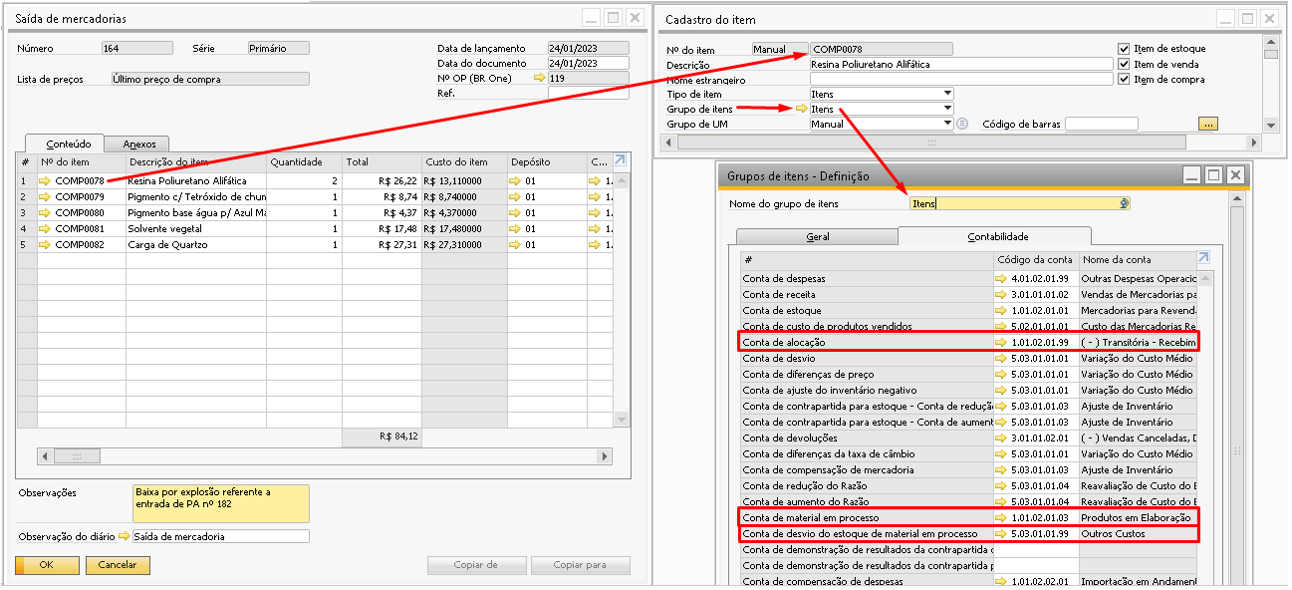 Saída de mercadorias
Número 164 Série Primário
Data de lançamento 24/01/2023
Data do documento 24/01/2023
Lista de preços Último preço de compra
Nº OP (BR One) 119
Ref.
Conteúdo Anexos
# Nº do item Descrição do item Quantidade Total Custo do item Depósito C...
1 COMP0078 Resina Poliuretano Alifática 2 R$ 26,22 R$ 13,110000 01 1.
2 COMP0079 Pigmento c/ Tetróxido de chun 1 R$ 8,74 R$ 8,740000 01 1.
3 COMP0080 Pigmento base água p/ Azul Ma 1 R$ 4,37 R$ 4,370000 01 1.
4 COMP0081 Solvente vegetal 1 R$ 17,48 R$ 17,480000 01 1.
5 COMP0082 Carga de Quartzo 1 R$ 27,31 R$ 27,310000 01 1.
R$ 84,12
Observações Baixa por explosão referente a
entrada de PA nº 182
Observação do diário Saída de mercadoria
OK Cancelar Copiar de Copiar para
Cadastro do item
Nº do item Manual COMP0078 Item de estoque
Descrição Resina Poliuretano Alifática Item de venda
Nome estrangeiro Item de compra
Tipo de item Itens
Grupo de itens Itens
Grupo de UM Manual Código de barras ...
Grupos de itens - Definição
Nome do grupo de itens Itens
Geral Contabilidade
# Código da conta Nome da conta
Conta de despesas 4.01.02.01.99 Outras Despesas Operacic
Conta de receita 3.01.01.01.02 Vendas de Mercadorias pa
Conta de estoque 1.01.02.01.01 Mercadorias para Revend
Conta de custo de produtos vendidos 5.02.01.01.01 Custo das Mercadorias Re
Conta de alocação 1.01.02.01.99 ( - ) Transitória - Recebim
Conta de desvio 5.03.01.01.01 Variação do Custo Médio
Conta de diferenças de preço 5.03.01.01.01 Variação do Custo Médio
Conta de ajuste do inventário negativo 5.03.01.01.01 Variação do Custo Médio
Conta de contrapartida para estoque - Conta de reduçã 5.03.01.01.03 Ajuste de Inventário
Conta de contrapartida para estoque - Conta de aument 5.03.01.01.03 Ajuste de Inventário
Conta de devoluções 3.01.01.02.01 ( - ) Vendas Canceladas, D
Conta de diferenças da taxa de câmbio 5.03.01.01.01 Variação do Custo Médio
Conta de compensação de mercadoria 5.03.01.01.03 Ajuste de Inventário
Conta de redução do Razão 5.03.01.01.04 Reavaliação de Custo do E
Conta de aumento do Razão 5.03.01.01.04 Reavaliação de Custo do E
Conta de material em processo 1.01.02.01.03 Produtos em Elaboração
Conta de desvio do estoque de material em processo 5.03.01.01.99 Outros Custos
Conta de demonstração de resultados da contrapartida c
Conta de demonstração de resultados da contrapartida p
Conta de compensação de despesas 1.01.02.02.01 Importação em Andament